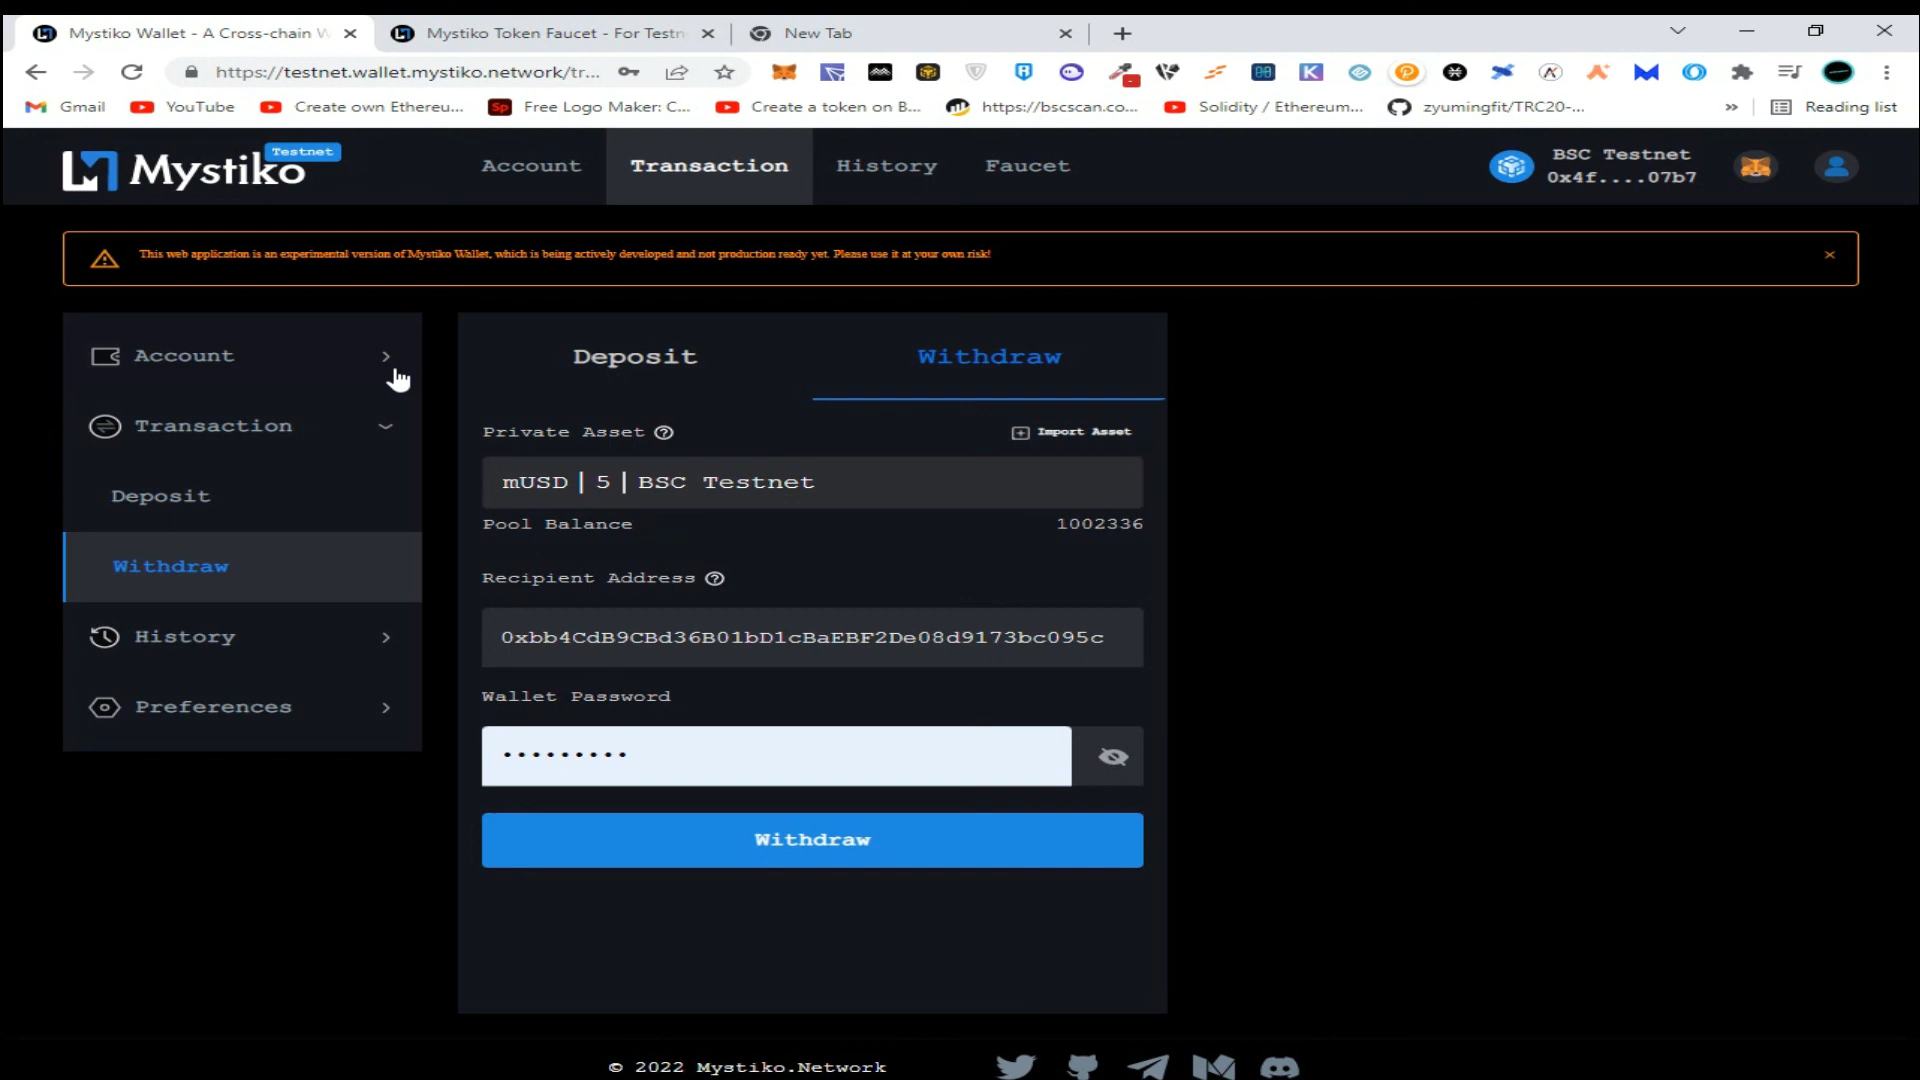 Mystiko Wallet - A Cross-chain W
Mystiko Token Faucet - For Testn
New Tab
https://testnet.wallet.mystiko.network/tr...
Gmail
YouTube
Create own Ethereu...
Free Logo Maker: C...
Create a token on B...
https://bscscan.co...
Solidity / Ethereum...
zyumingfit/TRC20-...
»
Reading list
Mystiko
Testnet
Account
Transaction
History
Faucet
BSC Testnet
0x4f....07b7
This web application is an experimental version of Mystiko Wallet, which is being actively developed and not production ready yet. Please use it at your own risk!
Account
Transaction
Deposit
Withdraw
History
Preferences
Deposit
Withdraw
Private Asset
Import Asset
mUSD | 5 | BSC Testnet
Pool Balance
1002336
Recipient Address
0xbb4CdB9CBd36B01bD1cBaEBF2De08d9173bc095c
Wallet Password
•••••••••
Withdraw
© 2022 Mystiko.Network